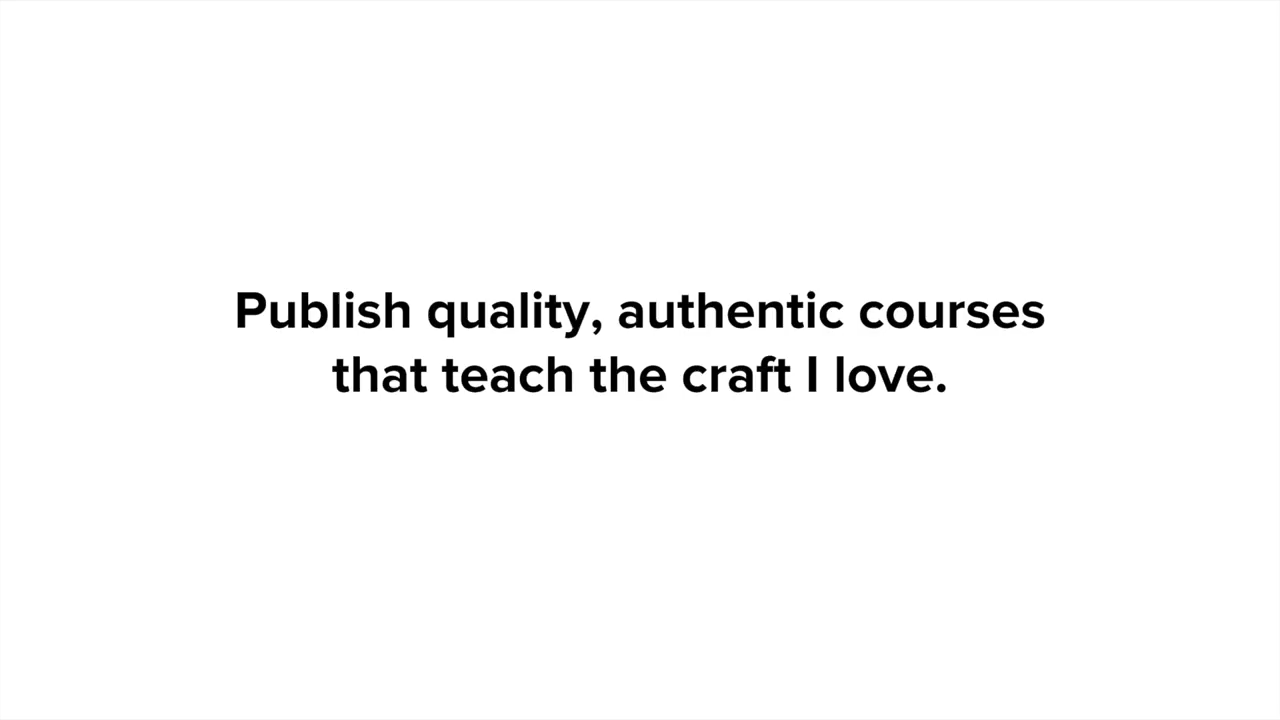 Publish quality, authentic courses
that teach the craft I love.